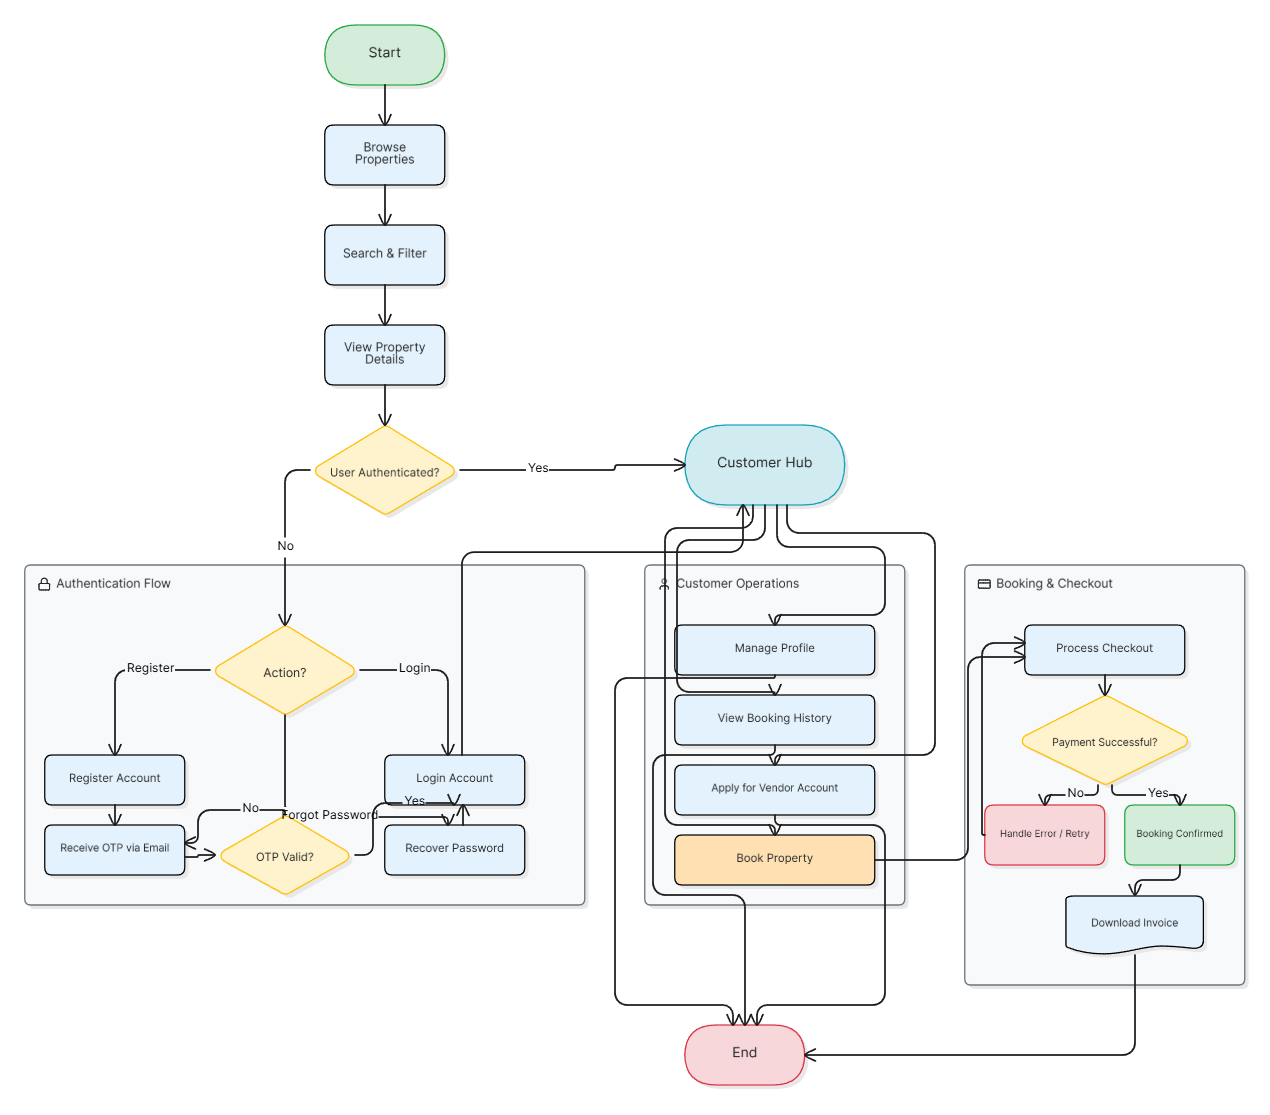 Start
Browse
Properties
Search & Filter
View Property
Details
User Authenticated?
Yes
Customer Hub
No
Authentication Flow
Customer Operations
Booking & Checkout
Action?
Register
Login
Manage Profile
Process Checkout
View Booking History
Payment Successful?
Register Account
Login Account
Apply for Vendor Account
No
Yes
Yes
No
Forgot Password
Receive OTP via Email
OTP Valid?
Recover Password
Book Property
Handle Error / Retry
Booking Confirmed
Download Invoice
End